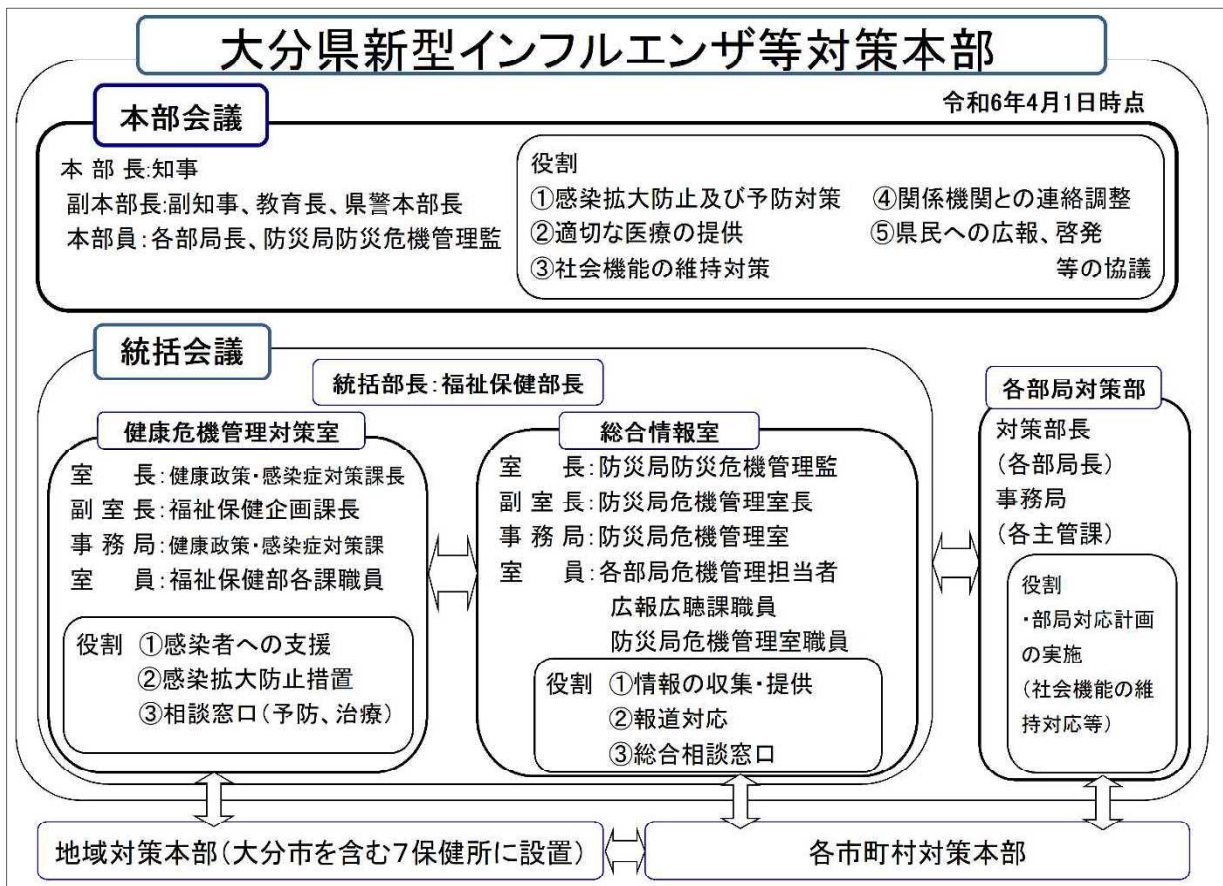 大分県新型インフルエンザ等対策本部
令和6年4月1日時点
本部会議
本部長:知事
副本部長:副知事、教育長、県警本部長
本部員:各部局長、防災局防災危機管理監
役割
①感染拡大防止及び予防対策
②適切な医療の提供
③社会機能の維持対策
④関係機関との連絡調整
⑤県民への広報、啓発
等の協議
統括会議
統括部長:福祉保健部長
健康危機管理対策室
室長:健康政策・感染症対策課長
副室長:福祉保健企画課長
事務局:健康政策・感染症対策課
室員:福祉保健部各課職員
役割 ①感染者への支援
②感染拡大防止措置
③相談窓口(予防、治療)
総合情報室
室長:防災局防災危機管理監
副室長:防災局危機管理室長
事務局:防災局危機管理室
室員:各部局危機管理担当者
広報広聴課職員
防災局危機管理室職員
役割 ①情報の収集・提供
②報道対応
③総合相談窓口
各部局対策部
対策部長
(各部局長)
事務局
(各主管課)
役割
・部局対応計画
の実施
(社会機能の維
持対応等)
地域対策本部(大分市を含む7保健所に設置)
各市町村対策本部